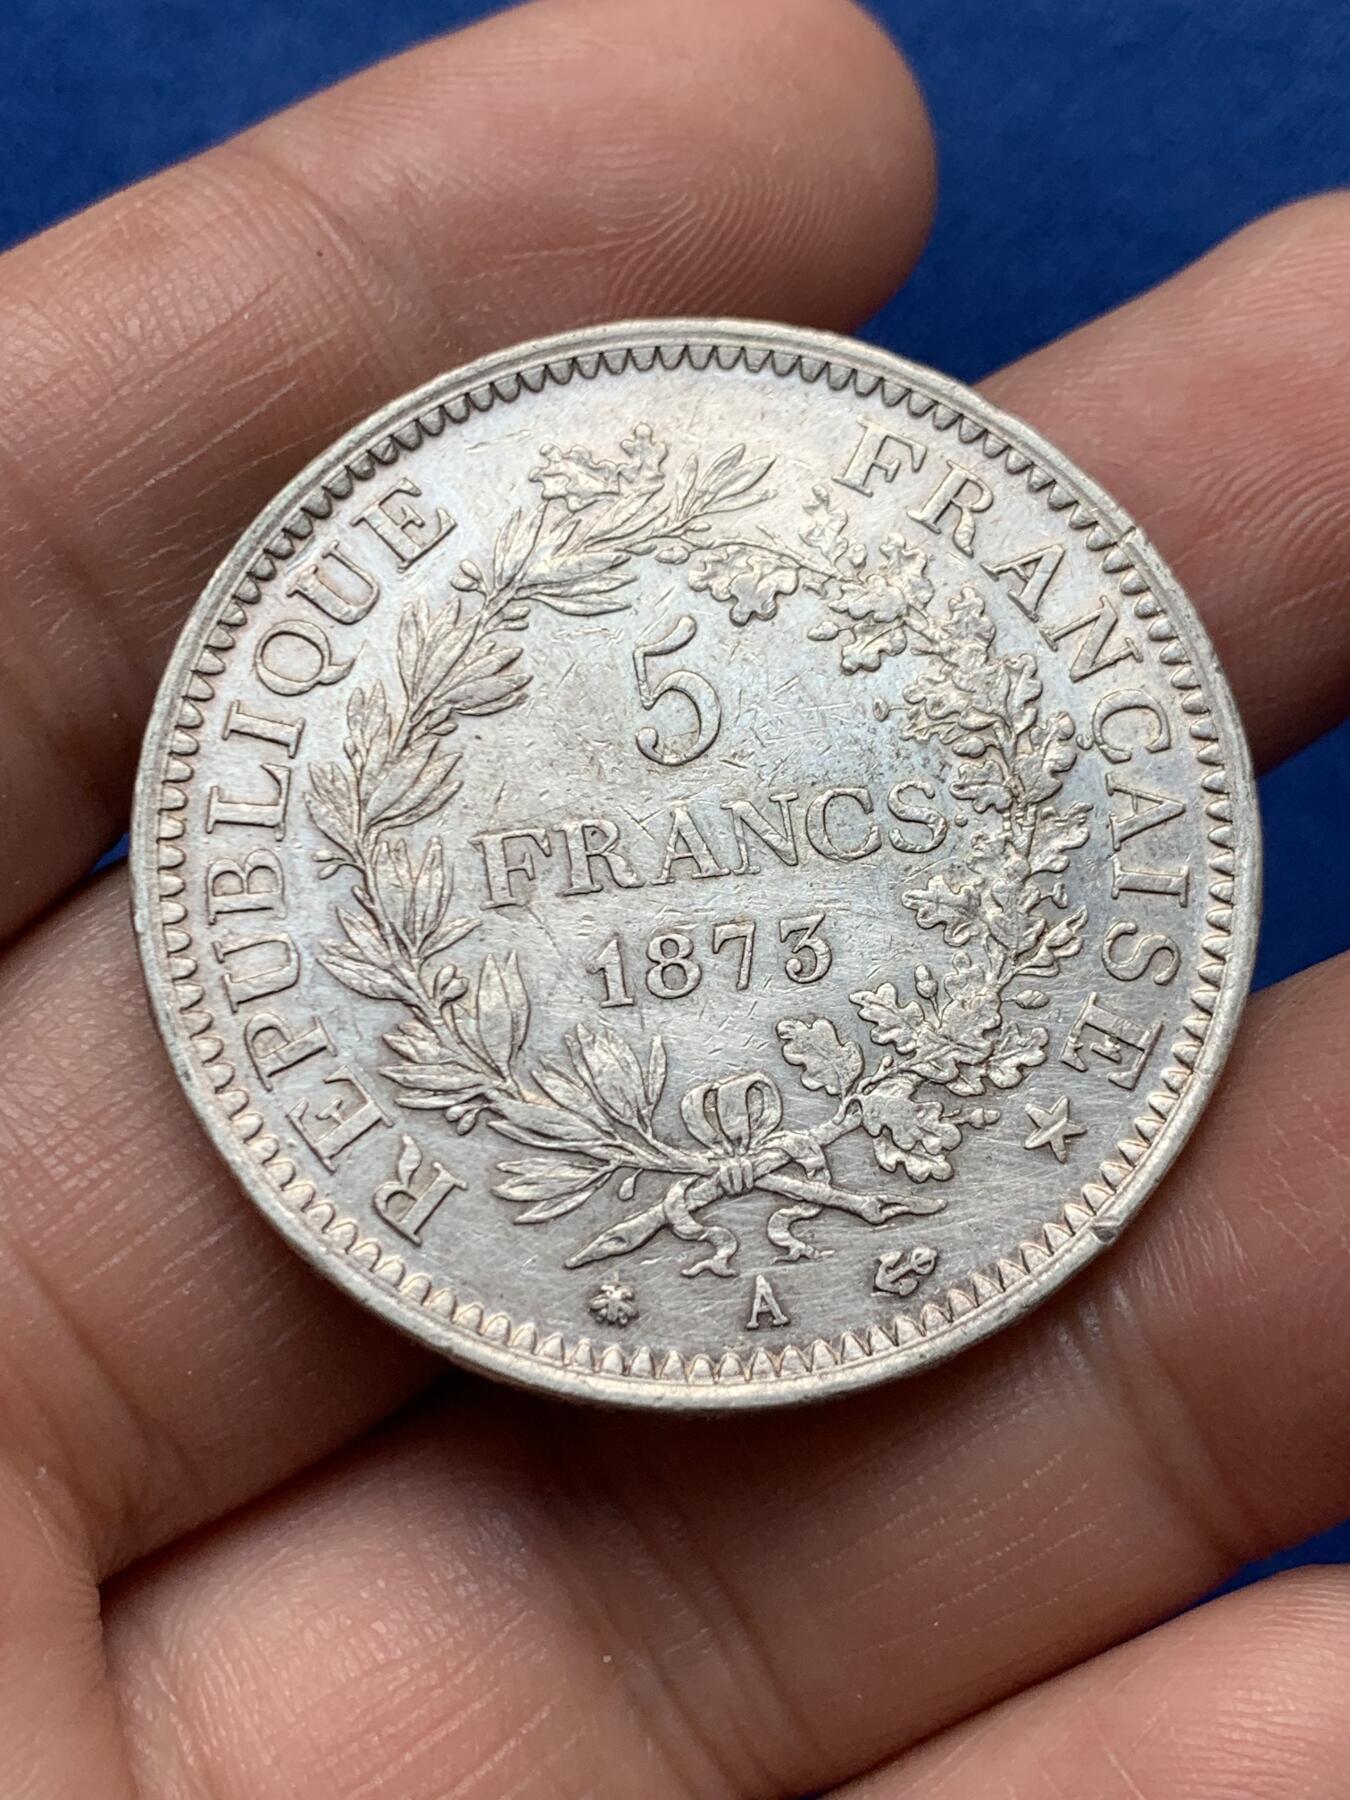 REPUBLIQUE FRANÇAISE
5
FRANCS
1873
A